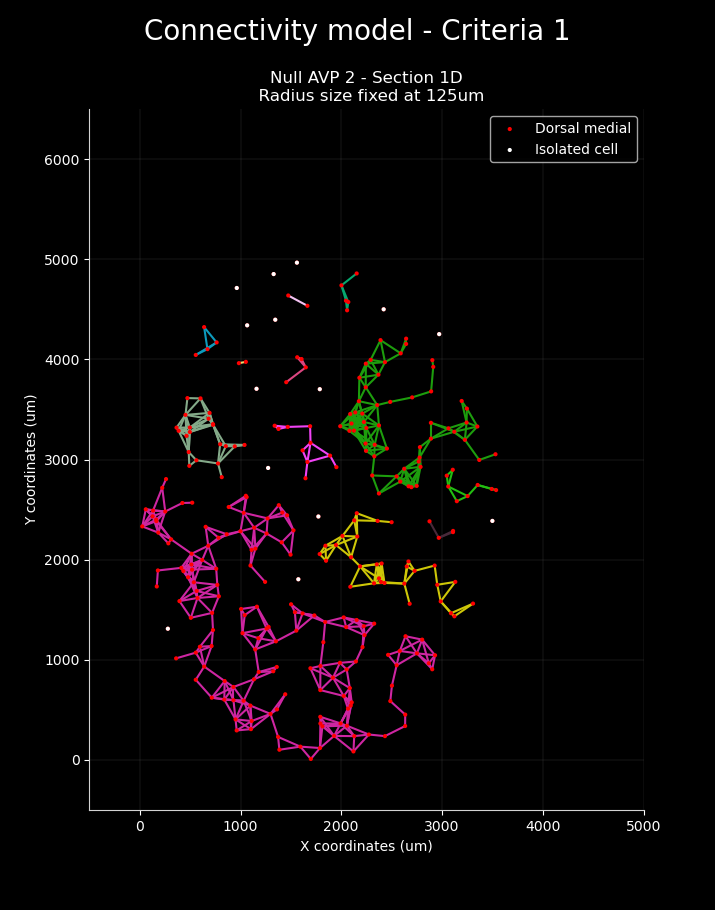 Connectivity model - Criteria 1
Null AVP 2 - Section 1D
Radius size fixed at 125um
Dorsal medial
Isolated cell
6000
5000
4000
3000
2000
1000
0
Y coordinates (um)
0 1000 2000 3000 4000 5000
X coordinates (um)